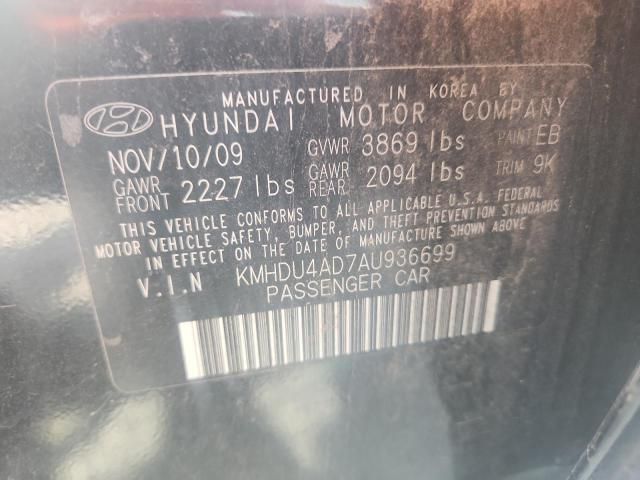 MANUFACTURED IN KOREA BY
HYUNDAI MOTOR COMPANY
NOV/10/09 GVWR 3869 lbs PAINT EB
GAWR FRONT 2227 lbs GAWR REAR 2094 lbs TRIM 9K
THIS VEHICLE CONFORMS TO ALL APPLICABLE U.S.A. FEDERAL
MOTOR VEHICLE SAFETY, BUMPER, AND THEFT PREVENTION STANDARDS
IN EFFECT ON THE DATE OF MANUFACTURE SHOWN ABOVE.
V.I.N KMHDU4AD7AU936699
PASSENGER CAR